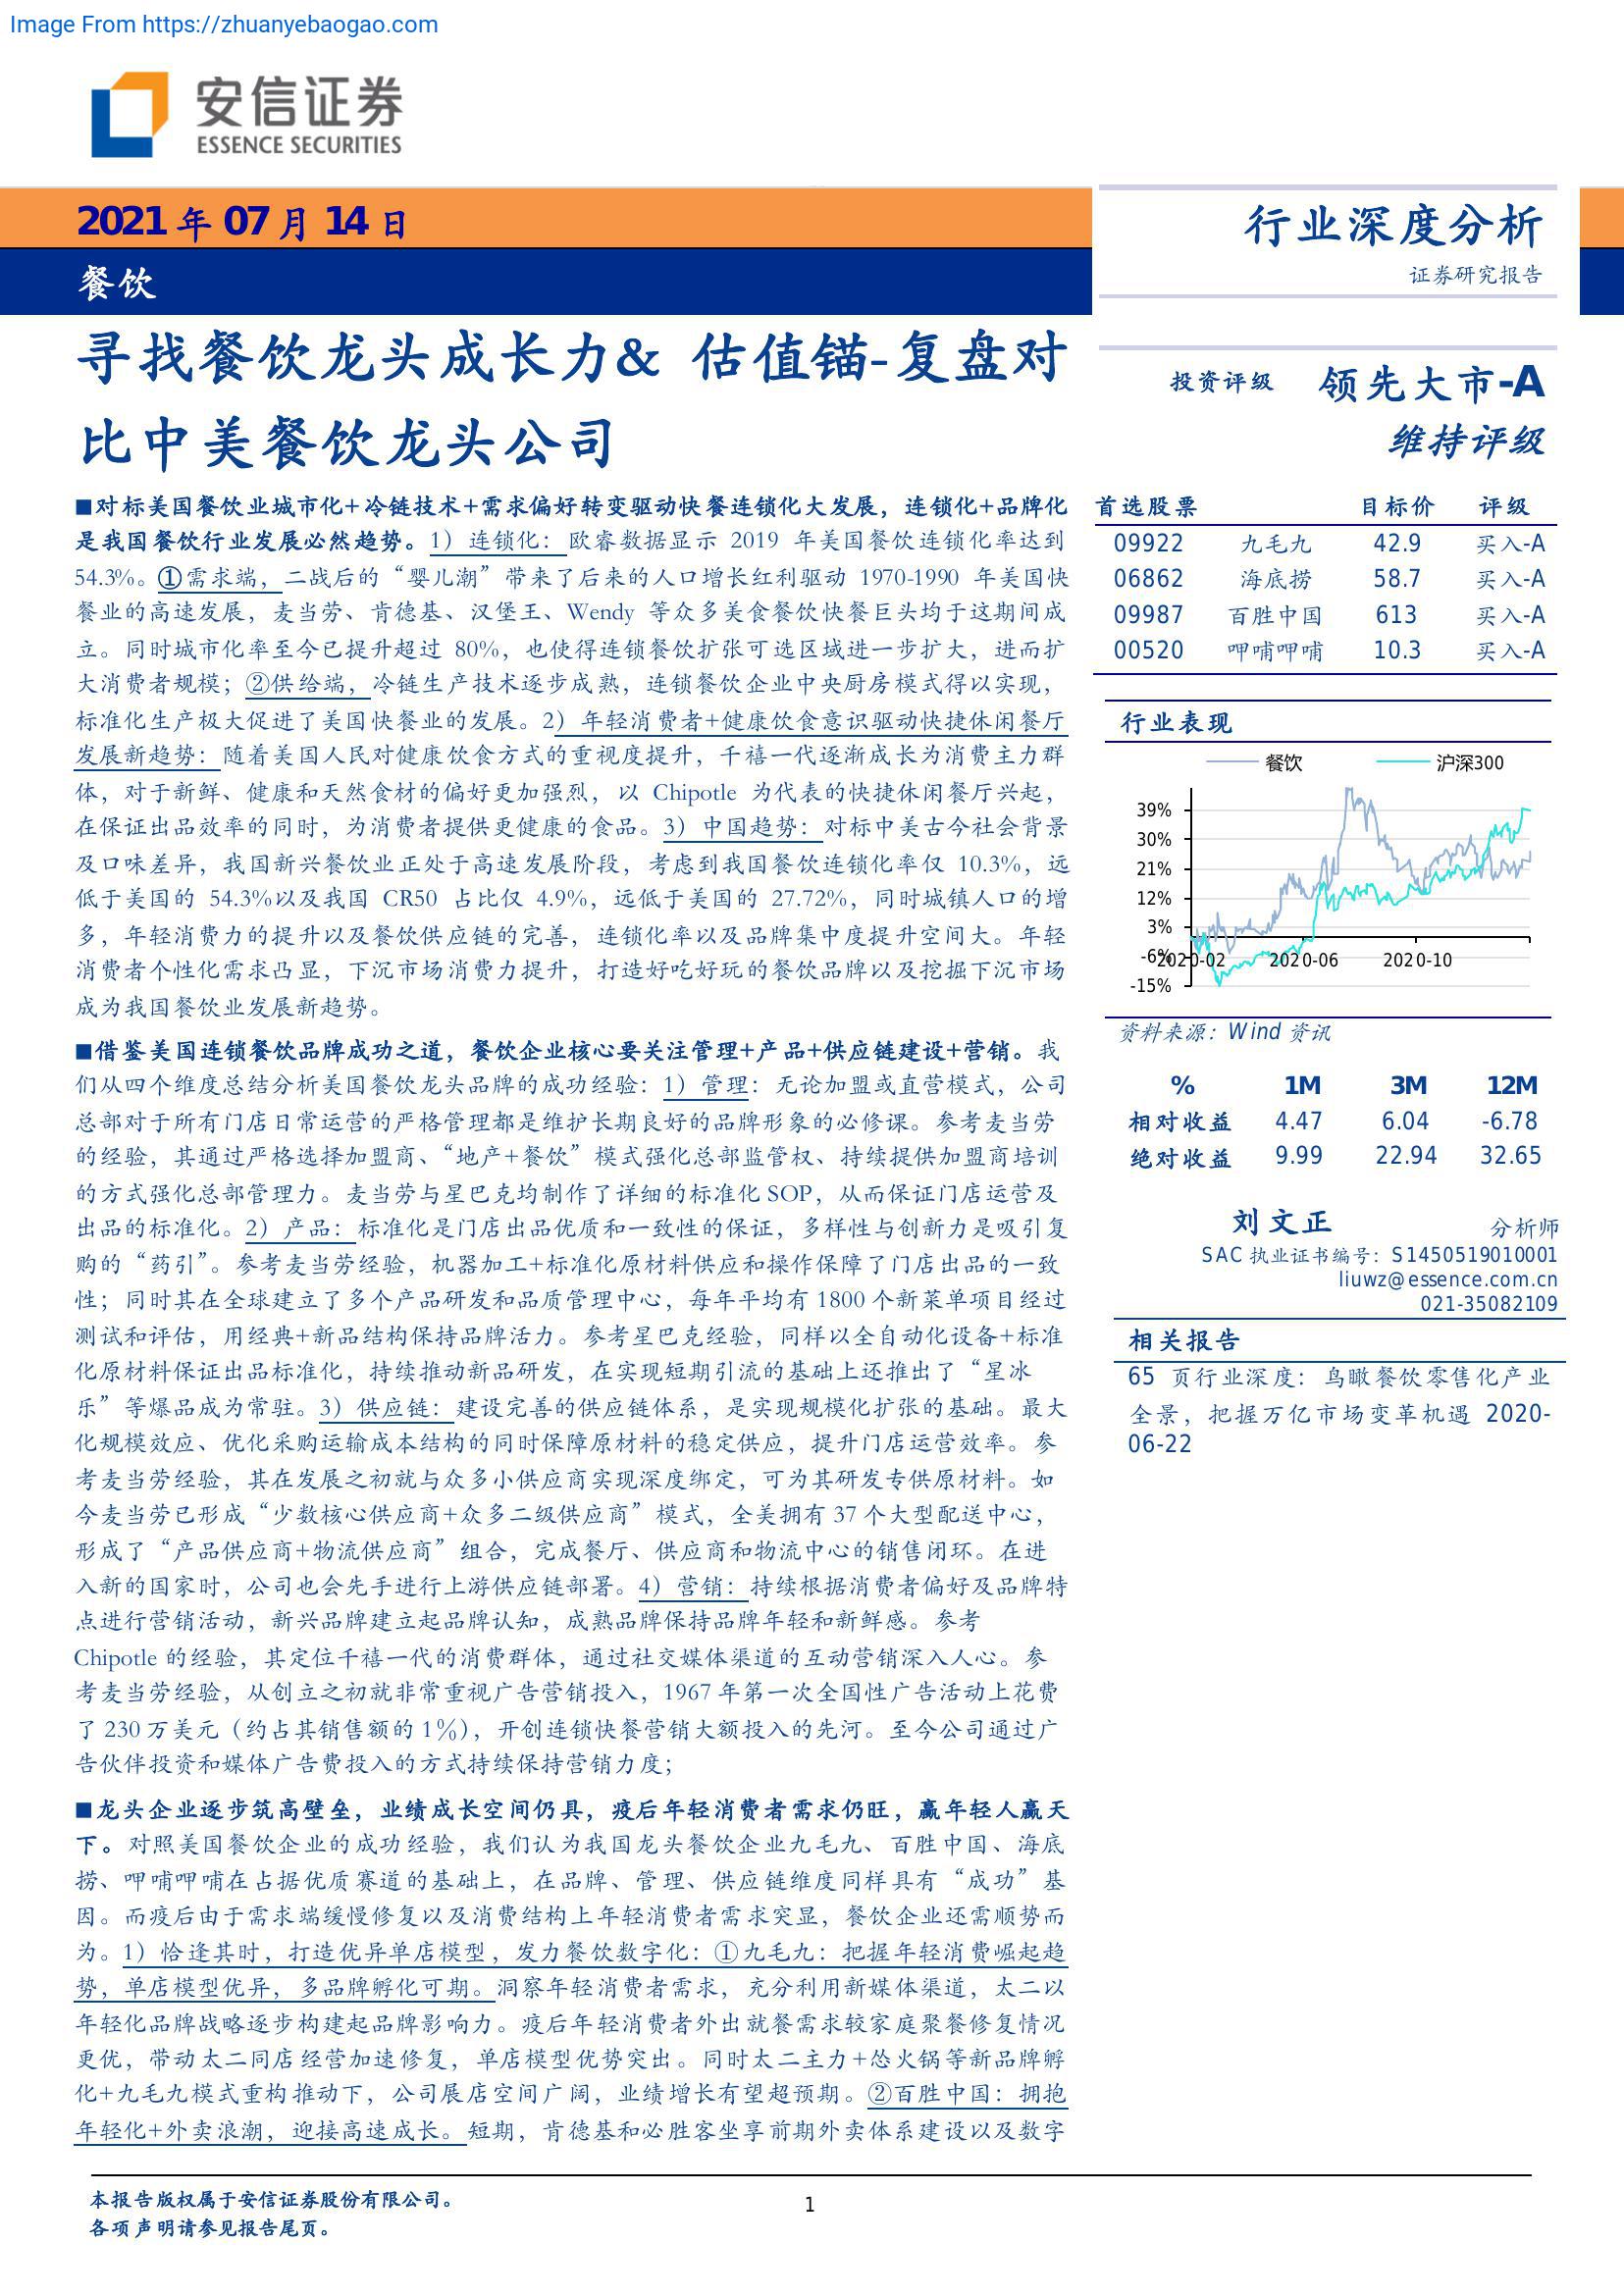 Image From https://zhuanyebaogao.com
安信证券
ESSENCE SECURITIES
2021 年 07 月 14 日
餐饮
行业深度分析
证券研究报告
寻找餐饮龙头成长力& 估值锚-复盘对
比中美餐饮龙头公司
■对标美国餐饮业城市化+冷链技术+需求偏好转变驱动快餐连锁化大发展，连锁化+品牌化
是我国餐饮行业发展必然趋势。1）连锁化：欧睿数据显示 2019 年美国餐饮连锁化率达到
54.3%。①需求端，二战后的“婴儿潮”带来了后来的人口增长红利驱动 1970-1990 年美国快
餐业的高速发展，麦当劳、肯德基、汉堡王、Wendy 等众多美食餐饮快餐巨头均于这期间成
立。同时城市化率至今已提升超过 80%，也使得连锁餐饮扩张可选区域进一步扩大，进而扩
大消费者规模；②供给端，冷链生产技术逐步成熟，连锁餐饮企业中央厨房模式得以实现，
标准化生产极大促进了美国快餐业的发展。2）年轻消费者+健康饮食意识驱动快捷休闲餐厅
发展新趋势：随着美国人民对健康饮食方式的重视度提升，千禧一代逐渐成长为消费主力群
体，对于新鲜、健康和天然食材的偏好更加强烈，以 Chipotle 为代表的快捷休闲餐厅兴起，
在保证出品效率的同时，为消费者提供更健康的食品。3）中国趋势：对标中美古今社会背景
及口味差异，我国新兴餐饮业正处于高速发展阶段，考虑到我国餐饮连锁化率仅 10.3%，远
低于美国的 54.3%以及我国 CR50 占比仅 4.9%，远低于美国的 27.72%，同时城镇人口的增
多，年轻消费力的提升以及餐饮供应链的完善，连锁化率以及品牌集中度提升空间大。年轻
消费者个性化需求凸显，下沉市场消费力提升，打造好吃好玩的餐饮品牌以及挖掘下沉市场
成为我国餐饮业发展新趋势。
■借鉴美国连锁餐饮品牌成功之道，餐饮企业核心要关注管理+产品+供应链建设+营销。我
们从四个维度总结分析美国餐饮龙头品牌的成功经验：1）管理：无论加盟或直营模式，公司
总部对于所有门店日常运营的严格管理都是维护长期良好的品牌形象的必修课。参考麦当劳
的经验，其通过严格选择加盟商、“地产+餐饮”模式强化总部监管权、持续提供加盟商培训
的方式强化总部管理力。麦当劳与星巴克均制作了详细的标准化 SOP，从而保证门店运营及
出品的标准化。2）产品：标准化是门店出品优质和一致性的保证，多样性与创新力是吸引复
购的“药引”。参考麦当劳经验，机器加工+标准化原材料供应和操作保障了门店出品的一致
性；同时其在全球建立了多个产品研发和品质管理中心，每年平均有 1800 个新菜单项目经过
测试和评估，用经典+新品结构保持品牌活力。参考星巴克经验，同样以全自动化设备+标准
化原材料保证出品标准化，持续推动新品研发，在实现短期引流的基础上还推出了“星冰
乐”等爆品成为常驻。3）供应链：建设完善的供应链体系，是实现规模化扩张的基础。最大
化规模效应、优化采购运输成本结构的同时保障原材料的稳定供应，提升门店运营效率。参
考麦当劳经验，其在发展之初就与众多小供应商实现深度绑定，可为其研发专供原材料。如
今麦当劳已形成“少数核心供应商+众多二级供应商”模式，全美拥有 37 个大型配送中心，
形成了“产品供应商+物流供应商”组合，完成餐厅、供应商和物流中心的销售闭环。在进
入新的国家时，公司也会先手进行上游供应链部署。4）营销：持续根据消费者偏好及品牌特
点进行营销活动，新兴品牌建立起品牌认知，成熟品牌保持品牌年轻和新鲜感。参考
Chipotle 的经验，其定位千禧一代的消费群体，通过社交媒体渠道的互动营销深入人心。参
考麦当劳经验，从创立之初就非常重视广告营销投入，1967 年第一次全国性广告活动上花费
了 230 万美元（约占其销售额的 1%），开创连锁快餐营销大额投入的先河。至今公司通过广
告伙伴投资和媒体广告费投入的方式持续保持营销力度；
■龙头企业逐步筑高壁垒，业绩成长空间仍具，疫后年轻消费者需求仍旺，赢年轻人赢天
下。对照美国餐饮企业的成功经验，我们认为我国龙头餐饮企业九毛九、百胜中国、海底
捞、呷哺呷哺在占据优质赛道的基础上，在品牌、管理、供应链维度同样具有“成功”基
因。而疫后由于需求端缓慢修复以及消费结构上年轻消费者需求突显，餐饮企业还需顺势而
为。1）恰逢其时，打造优异单店模型，发力餐饮数字化：①九毛九：把握年轻消费崛起趋
势，单店模型优异，多品牌孵化可期。洞察年轻消费者需求，充分利用新媒体渠道，太二以
年轻化品牌战略逐步构建起品牌影响力。疫后年轻消费者外出就餐需求较家庭聚餐修复情况
更优，带动太二同店经营加速修复，单店模型优势突出。同时太二主力+怂火锅等新品牌孵
化+九毛九模式重构推动下，公司展店空间广阔，业绩增长有望超预期。②百胜中国：拥抱
年轻化+外卖浪潮，迎接高速成长。短期，肯德基和必胜客坐享前期外卖体系建设以及数字
投资评级 领先大市-A
维持评级
首选股票 目标价 评级
09922 九毛九 42.9 买入-A
06862 海底捞 58.7 买入-A
09987 百胜中国 613 买入-A
00520 呷哺呷哺 10.3 买入-A
行业表现
餐饮 沪深300
39%
30%
21%
12%
3%
-6%
-15%
2020-02 2020-06 2020-10
资料来源：Wind 资讯
% 1M 3M 12M
相对收益 4.47 6.04 -6.78
绝对收益 9.99 22.94 32.65
刘文正 分析师
SAC 执业证书编号：S1450519010001
liuwz@essence.com.cn
021-35082109
相关报告
65 页行业深度：鸟瞰餐饮零售化产业
全景，把握万亿市场变革机遇 2020-
06-22
本报告版权属于安信证券股份有限公司。
各项声明请参见报告尾页。
1